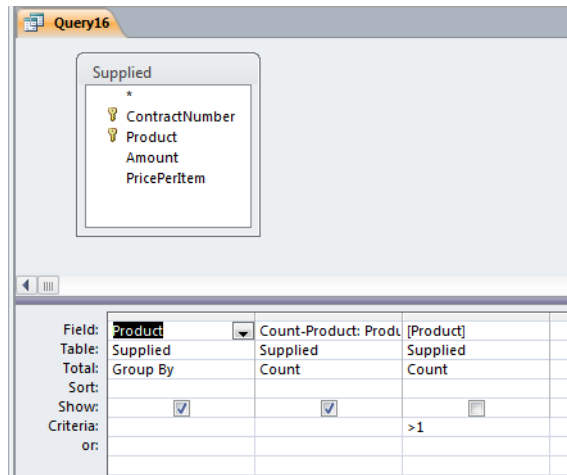 Query16
Supplied
*
ContractNumber
Product
Amount
PricePerItem
Field: Product Count-Product: Produ [Product]
Table: Supplied Supplied Supplied
Total: Group By Count Count
Sort:
Show:
Criteria: >1
or: